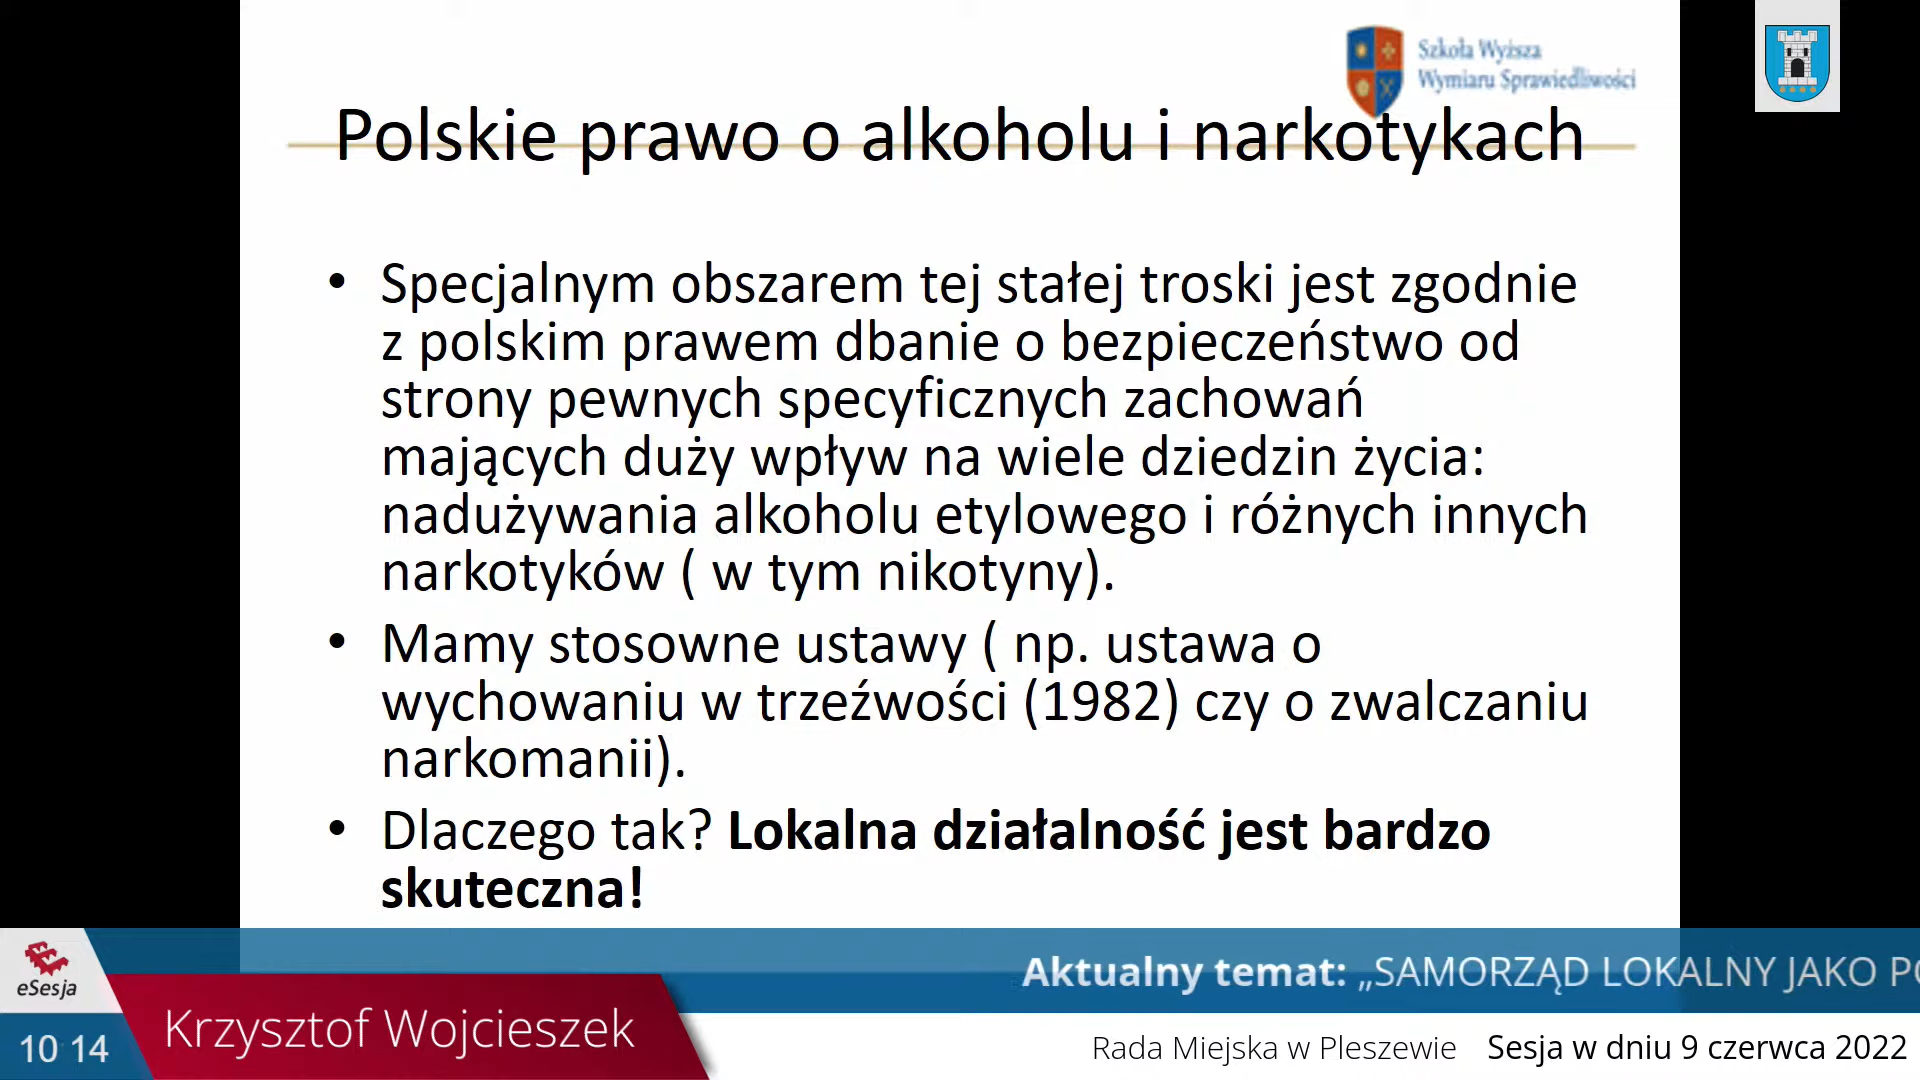 Szkoła Wyższa
Wymiaru Sprawiedliwości
Polskie prawo o alkoholu i narkotykach
• Specjalnym obszarem tej stałej troski jest zgodnie
z polskim prawem dbanie o bezpieczeństwo od
strony pewnych specyficznych zachowań
mających duży wpływ na wiele dziedzin życia:
nadużywania alkoholu etylowego i różnych innych
narkotyków ( w tym nikotyny).
• Mamy stosowne ustawy ( np. ustawa o
wychowaniu w trzeźwości (1982) czy o zwalczaniu
narkomanii).
• Dlaczego tak? Lokalna działalność jest bardzo
skuteczna!
Aktualny temat: „SAMORZĄD LOKALNY JAKO
eSesja
Krzysztof Wojcieszek
10 14
Rada Miejska w Pleszewie Sesja w dniu 9 czerwca 2022